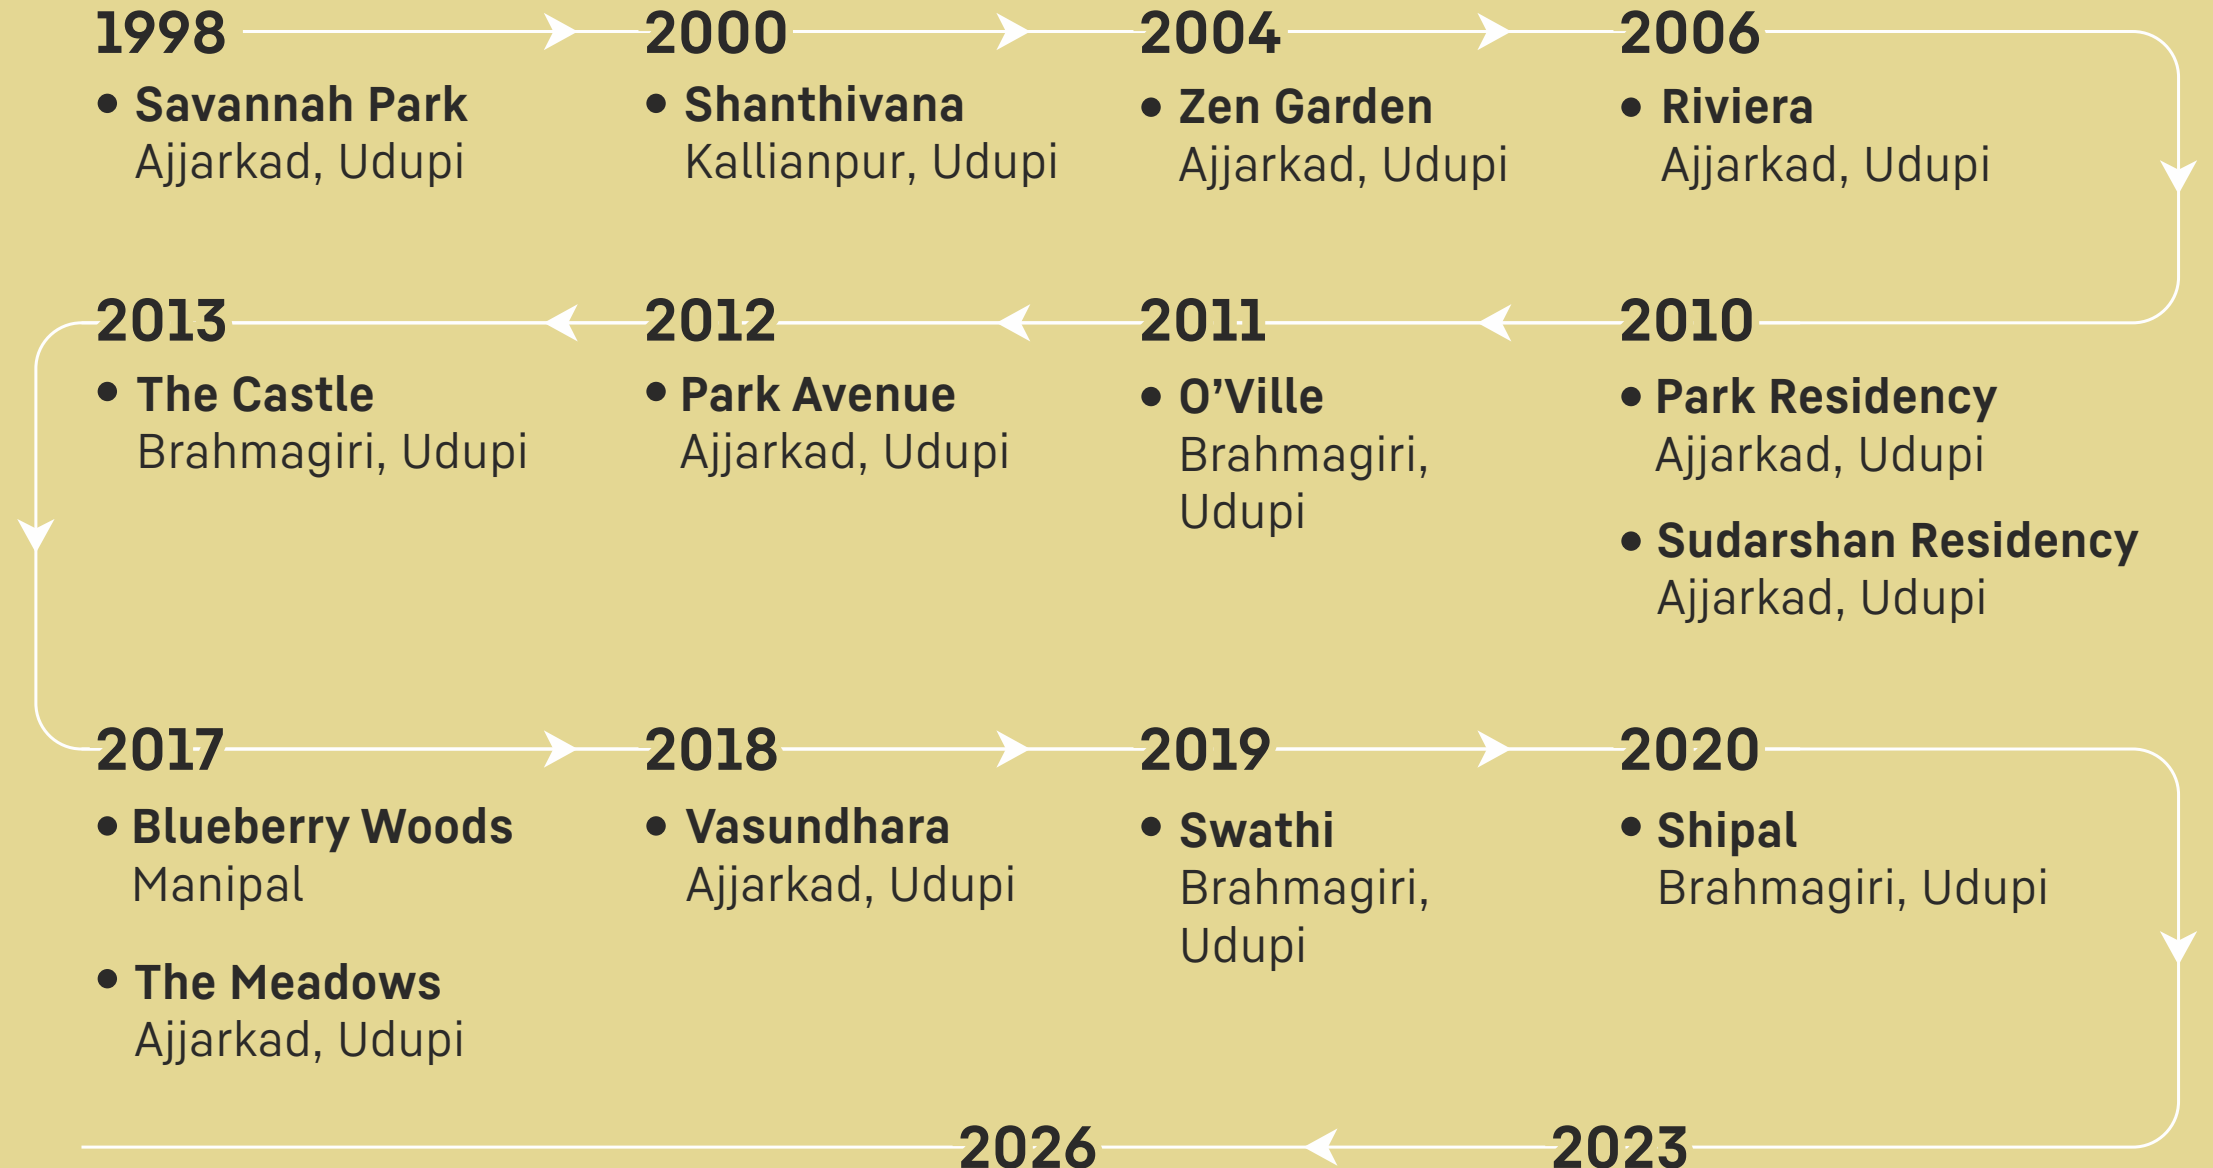 1998
• Savannah Park
Ajjarkad, Udupi
2000
• Shanthivana
Kallianpur, Udupi
2004
• Zen Garden
Ajjarkad, Udupi
2006
• Riviera
Ajjarkad, Udupi
2010
• Park Residency
Ajjarkad, Udupi
• Sudarshan Residency
Ajjarkad, Udupi
2011
• O’Ville
Brahmagiri,
Udupi
2012
• Park Avenue
Ajjarkad, Udupi
2013
• The Castle
Brahmagiri, Udupi
2017
• Blueberry Woods
Manipal
• The Meadows
Ajjarkad, Udupi
2018
• Vasundhara
Ajjarkad, Udupi
2019
• Swathi
Brahmagiri,
Udupi
2020
• Shipal
Brahmagiri, Udupi
2023
2026